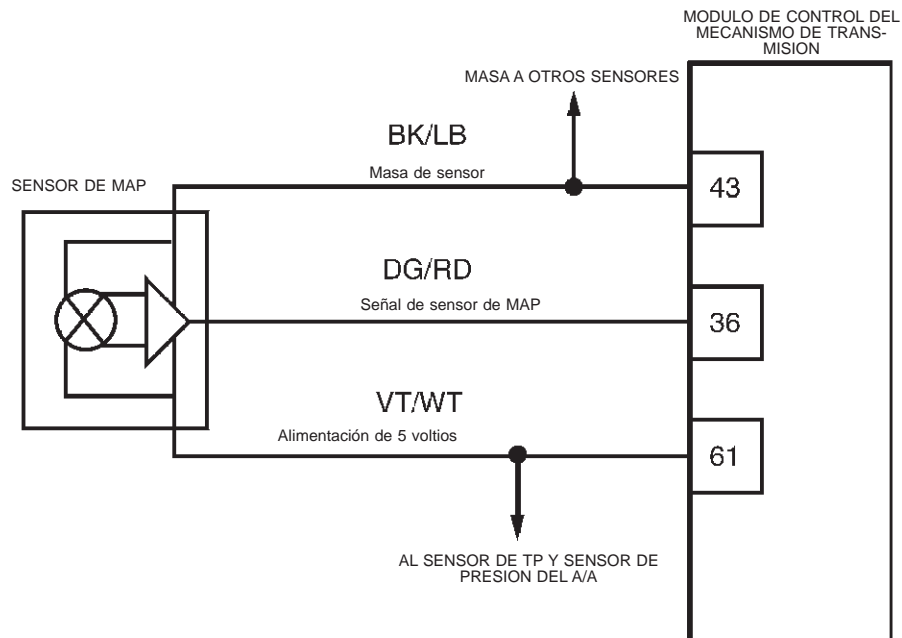 MODULO DE CONTROL DEL
MECANISMO DE TRANS-
MISION
MASA A OTROS SENSORES
BK/LB
Masa de sensor
SENSOR DE MAP
43
DG/RD
Señal de sensor de MAP
36
VT/WT
Alimentación de 5 voltios
61
AL SENSOR DE TP Y SENSOR DE
PRESION DEL A/A